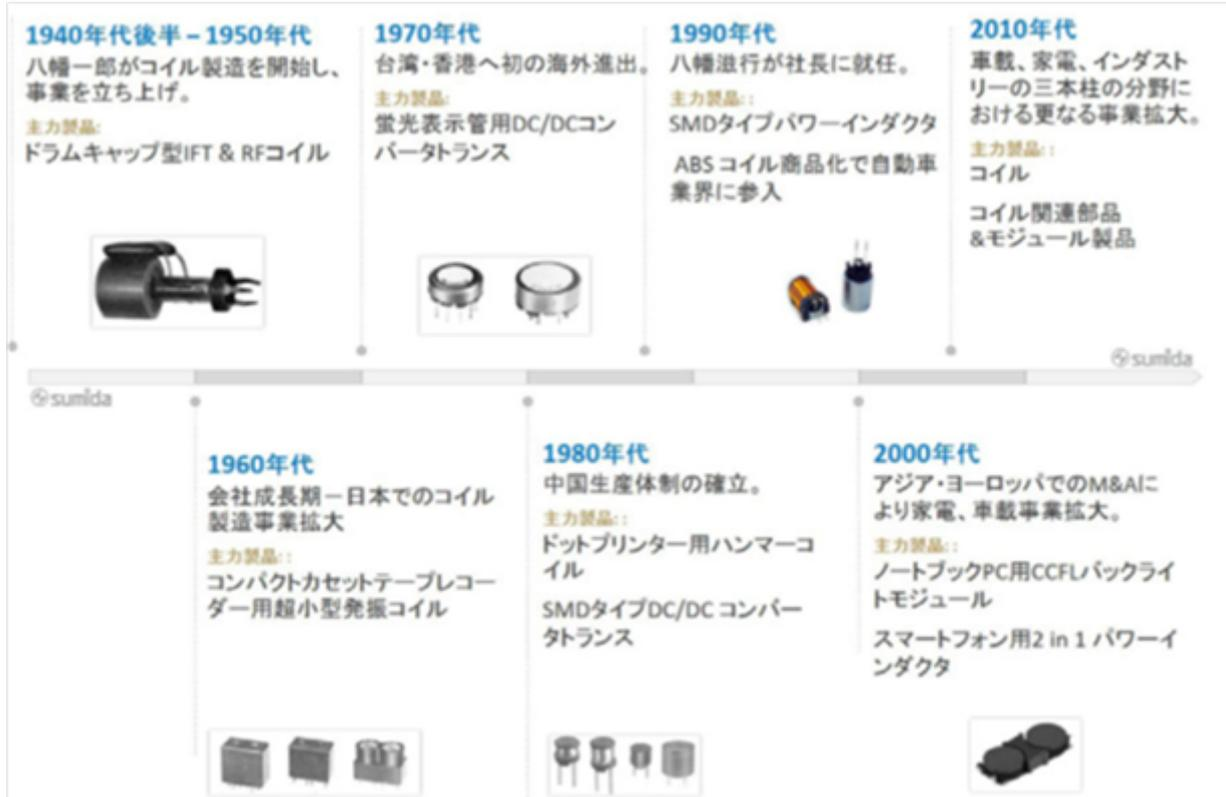 1940年代後半 – 1950年代
八幡一郎がコイル製造を開始し、
事業を立ち上げ。
主力製品:
ドラムキャップ型IFT & RFコイル
1970年代
台湾・香港へ初の海外進出。
主力製品:
蛍光表示管用DC/DCコン
バータトランス
1990年代
八幡滋行が社長に就任。
主力製品: :
SMDタイプパワーインダクタ
ABS コイル商品化で自動車
業界に参入
2010年代
車載、家電、インダスト
リーの三本柱の分野に
おける更なる事業拡大。
主力製品: :
コイル
コイル関連部品
&モジュール製品
sumida
sumida
1960年代
会社成長期－日本でのコイル
製造事業拡大
主力製品: :
コンパクトカセットテープレコー
ダー用超小型発振コイル
1980年代
中国生産体制の確立。
主力製品: :
ドットプリンター用ハンマーコ
イル
SMDタイプDC/DC コンバー
タトランス
2000年代
アジア・ヨーロッパでのM&Aに
より家電、車載事業拡大。
主力製品: :
ノートブックPC用CCFLバックライ
トモジュール
スマートフォン用2 in 1 パワーイ
ンダクタ